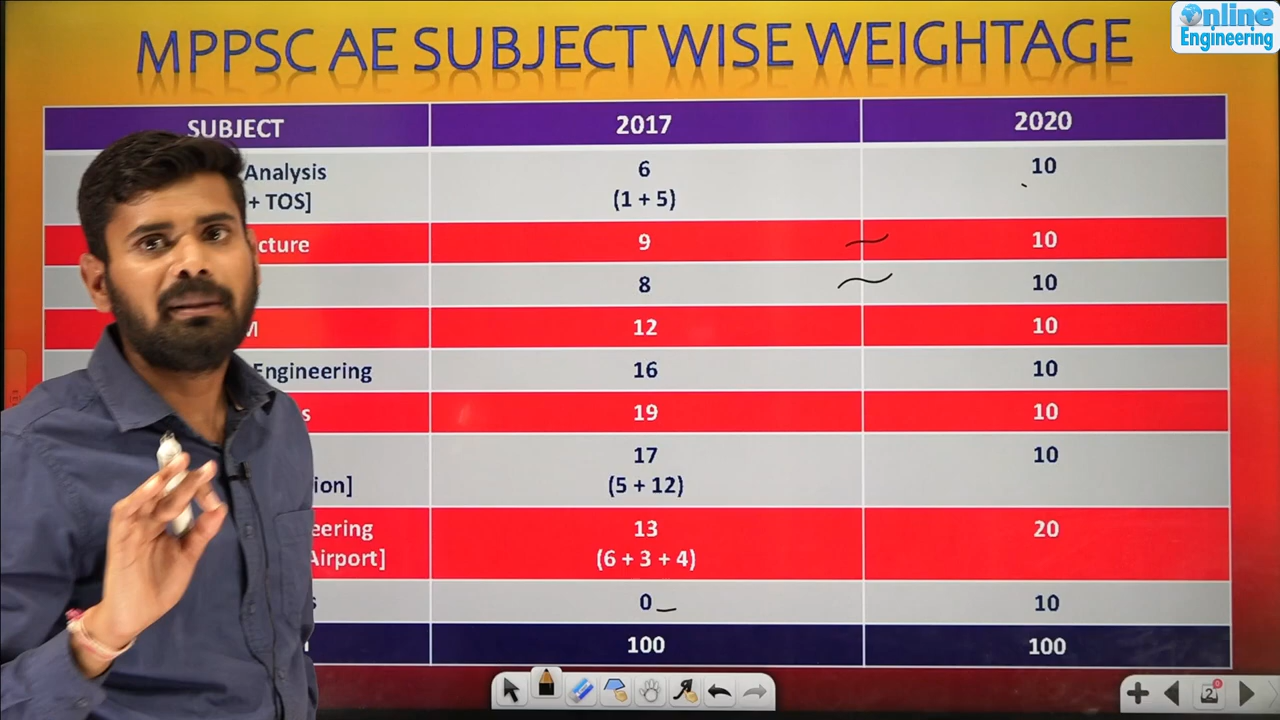 Online
Engineering
MPPSC AE SUBJECT WISE WEIGHTAGE
SUBJECT 2017 2020
Analysis 6 10
+ TOS] (1 + 5)
cture 9 10
8 10
M 12 10
Engineering 16 10
s 19 10
17 10
ion] (5 + 12)
eering 13 20
Airport] (6 + 3 + 4)
s 0 10
100 100
2